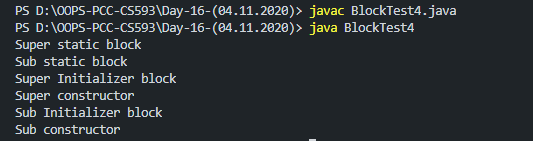 PS D:\OOPS-PCC-CS593\Day-16-(04.11.2020)> javac BlockTest4.java
PS D:\OOPS-PCC-CS593\Day-16-(04.11.2020)> java BlockTest4
Super static block
Sub static block
Super Initializer block
Super constructor
Sub Initializer block
Sub constructor